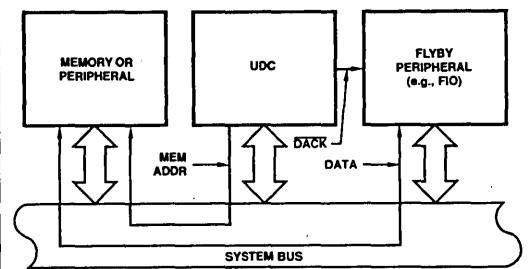 MEMORY OR
PERIPHERAL
UDC
FLYBY
PERIPHERAL
(e.g., FIO)
DACK
MEM
ADDR
DATA
SYSTEM BUS